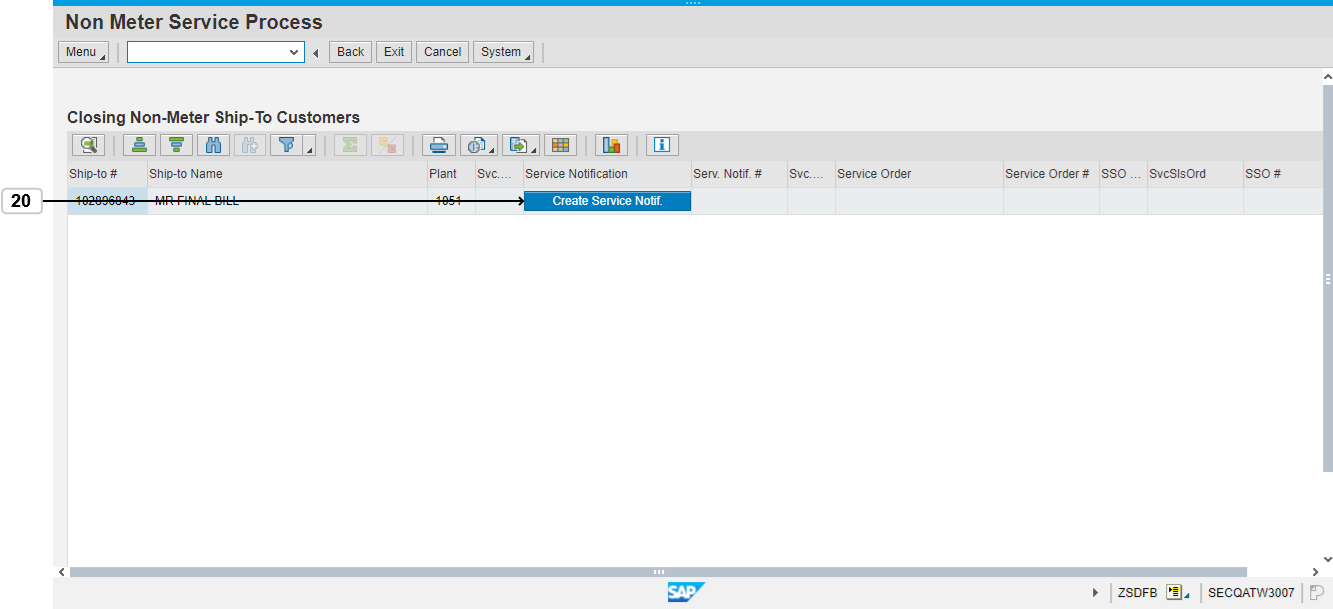 Non Meter Service Process
Menu Back Exit Cancel System
Closing Non-Meter Ship-To Customers
Ship-to # Ship-to Name Plant Svc.... Service Notification Serv. Notif. # Svc.... Service Order Service Order # SSO ... SvcSlsOrd SSO #
20 102896843 MR FINAL BILL 1051 Create Service Notif.
SAP ZSDFB SECQATW3007